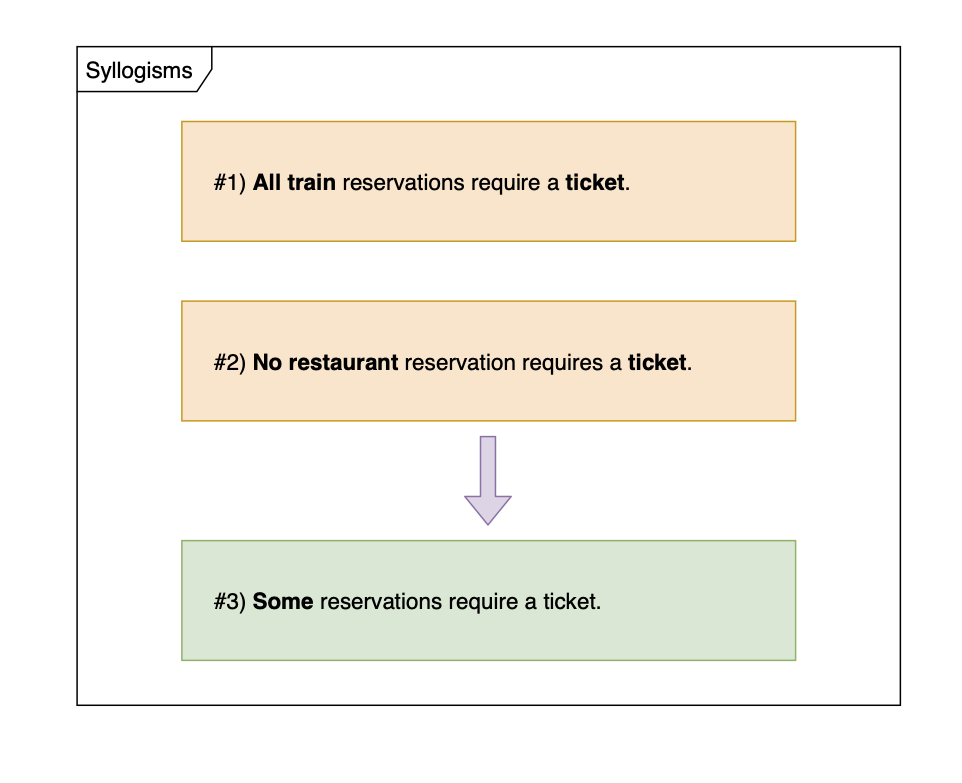 Syllogisms
#1) All train reservations require a ticket.
#2) No restaurant reservation requires a ticket.
#3) Some reservations require a ticket.